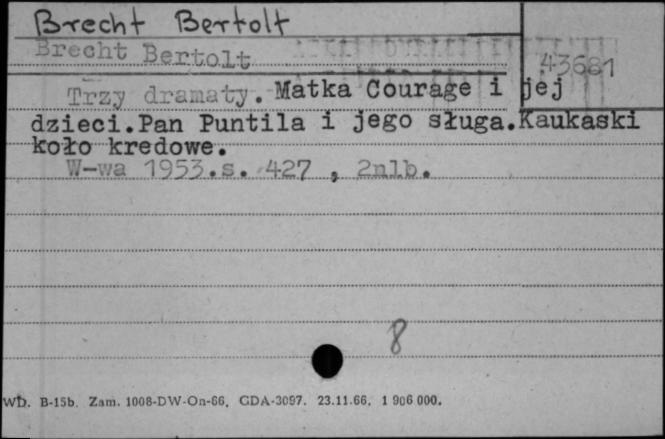 Brecht Bertolt
Brecht Bertolt
43681
Trzy dramaty. Matka Courage i jej
dzieci.Pan Puntila i jego sługa.Kaukaski
koło kredowe.
W-wa 1953.s. 427 , 2nlb.
8
WD. B-15b. Zam. 1008-DW-On-66, GDA-3097. 23.11.66. 1 906 000.